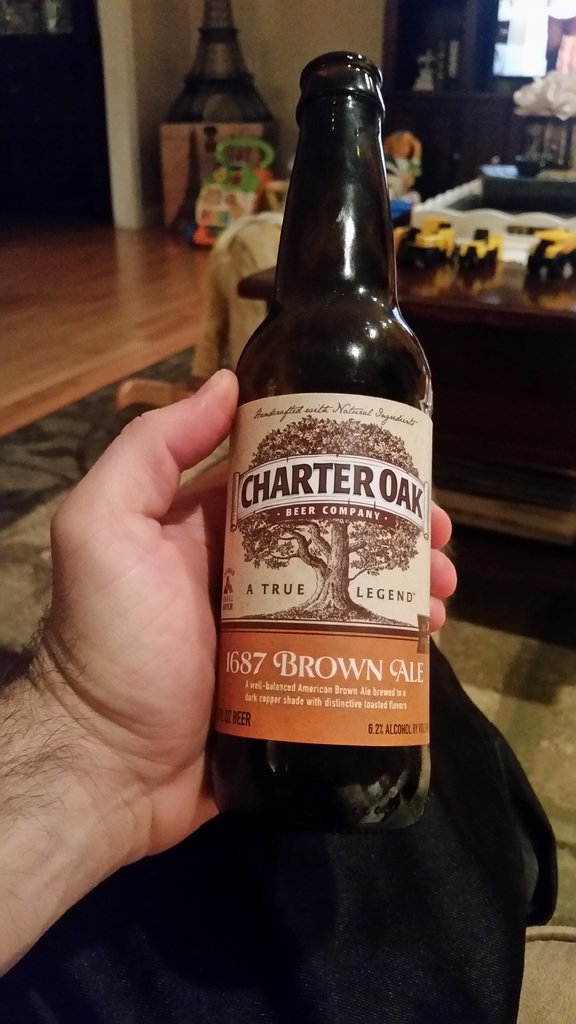 Handcrafted with Natural Ingredients
CHARTER OAK
· BEER COMPANY ·
A TRUE LEGEND
1687 BROWN ALE
A well-balanced American Brown Ale brewed to a
dark copper shade with distinctive toasted flavors
OZ BEER
6.2% ALCOHOL BY